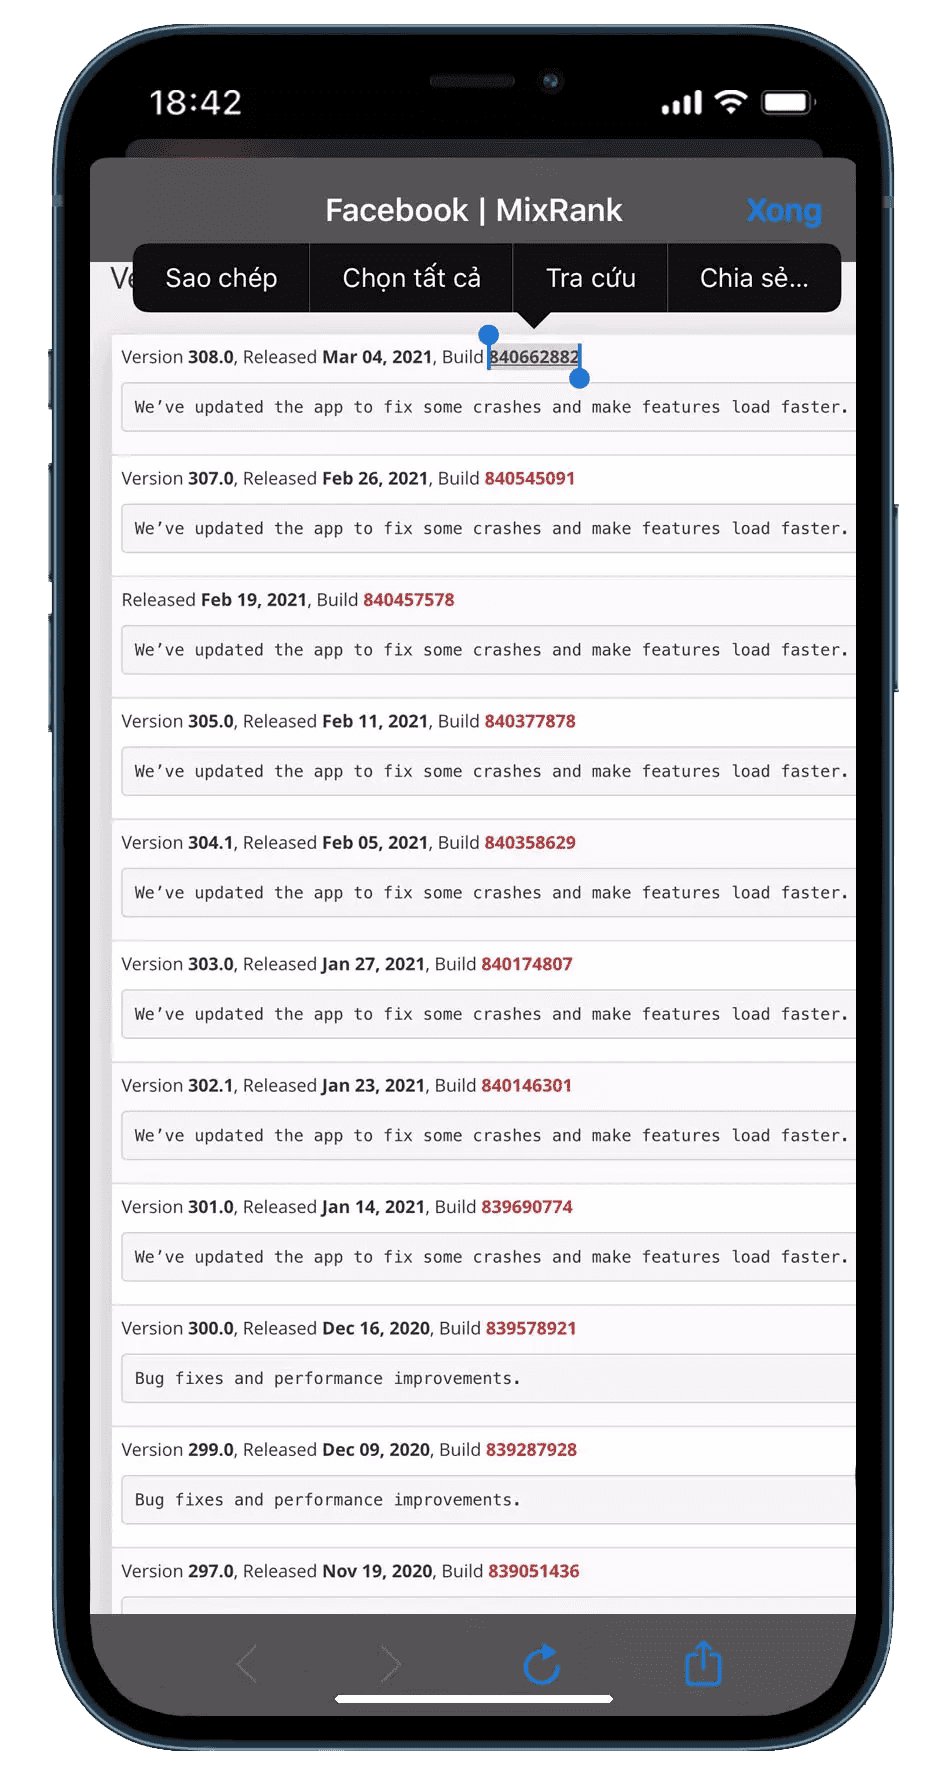 18:42
Facebook | MixRank
Xong
Sao chép
Chọn tất cả
Tra cứu
Chia sẻ...
Version 308.0, Released Mar 04, 2021, Build 840662882
We’ve updated the app to fix some crashes and make features load faster.
Version 307.0, Released Feb 26, 2021, Build 840545091
We’ve updated the app to fix some crashes and make features load faster.
Released Feb 19, 2021, Build 840457578
We’ve updated the app to fix some crashes and make features load faster.
Version 305.0, Released Feb 11, 2021, Build 840377878
We’ve updated the app to fix some crashes and make features load faster.
Version 304.1, Released Feb 05, 2021, Build 840358629
We’ve updated the app to fix some crashes and make features load faster.
Version 303.0, Released Jan 27, 2021, Build 840174807
We’ve updated the app to fix some crashes and make features load faster.
Version 302.1, Released Jan 23, 2021, Build 840146301
We’ve updated the app to fix some crashes and make features load faster.
Version 301.0, Released Jan 14, 2021, Build 839690774
We’ve updated the app to fix some crashes and make features load faster.
Version 300.0, Released Dec 16, 2020, Build 839578921
Bug fixes and performance improvements.
Version 299.0, Released Dec 09, 2020, Build 839287928
Bug fixes and performance improvements.
Version 297.0, Released Nov 19, 2020, Build 839051436